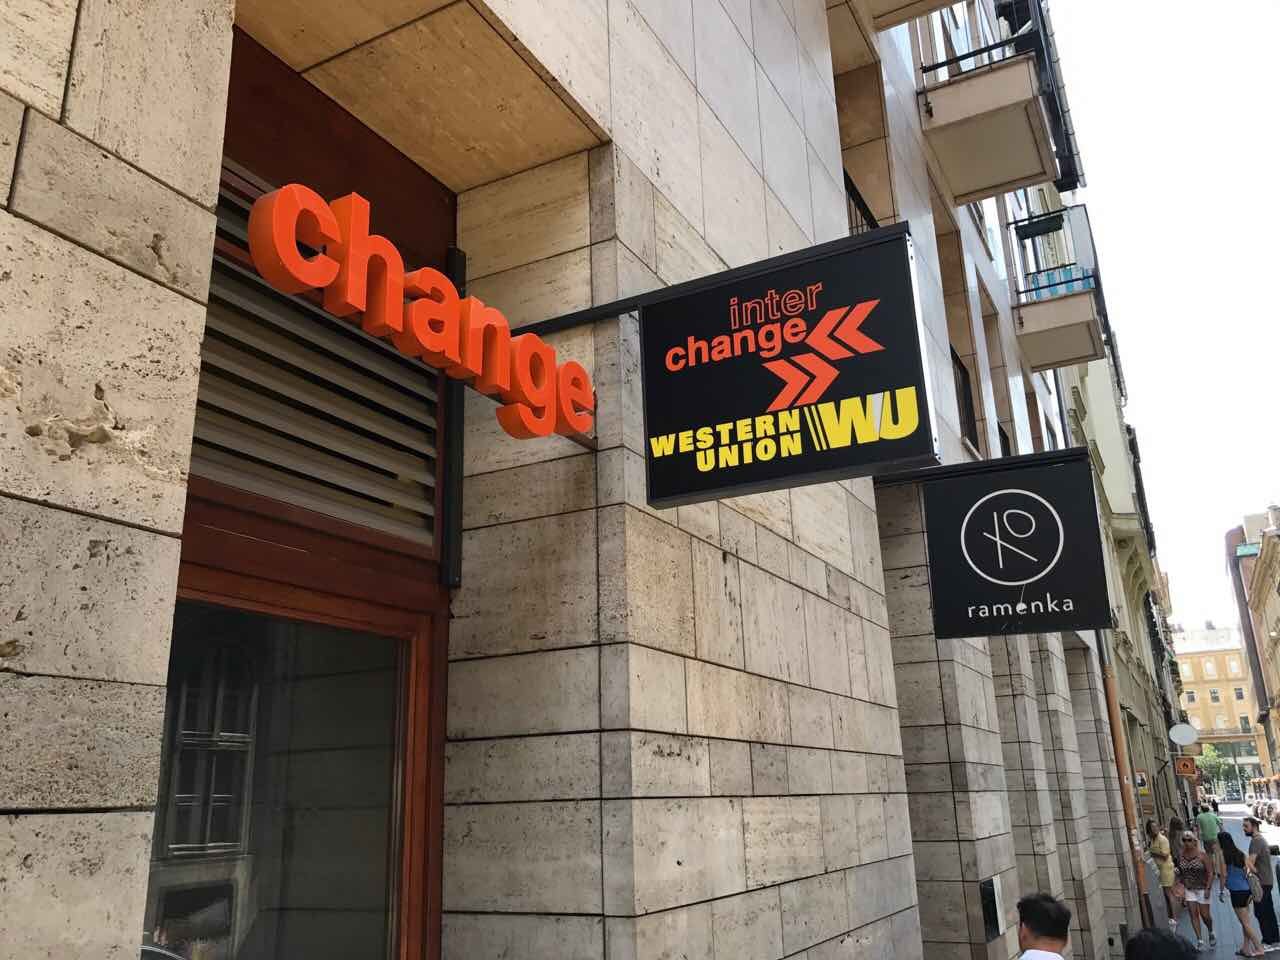 change
inter
change
WESTERN
UNION
WU
ramenka